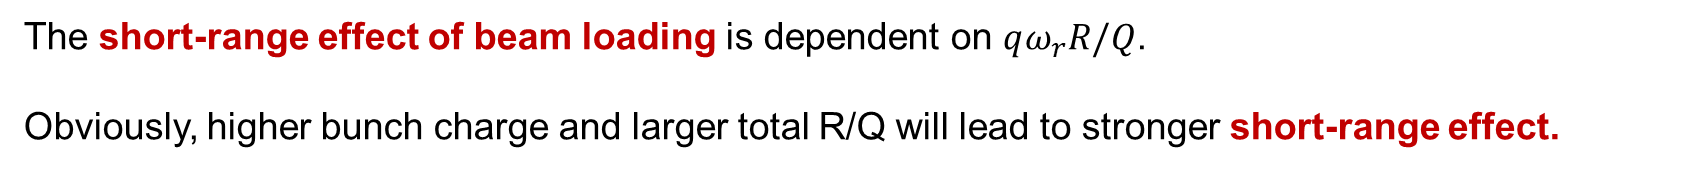 The short-range effect of beam loading is dependent on 𝑞𝜔ᵣ𝑅/𝑄.
Obviously, higher bunch charge and larger total R/Q will lead to stronger short-range effect.